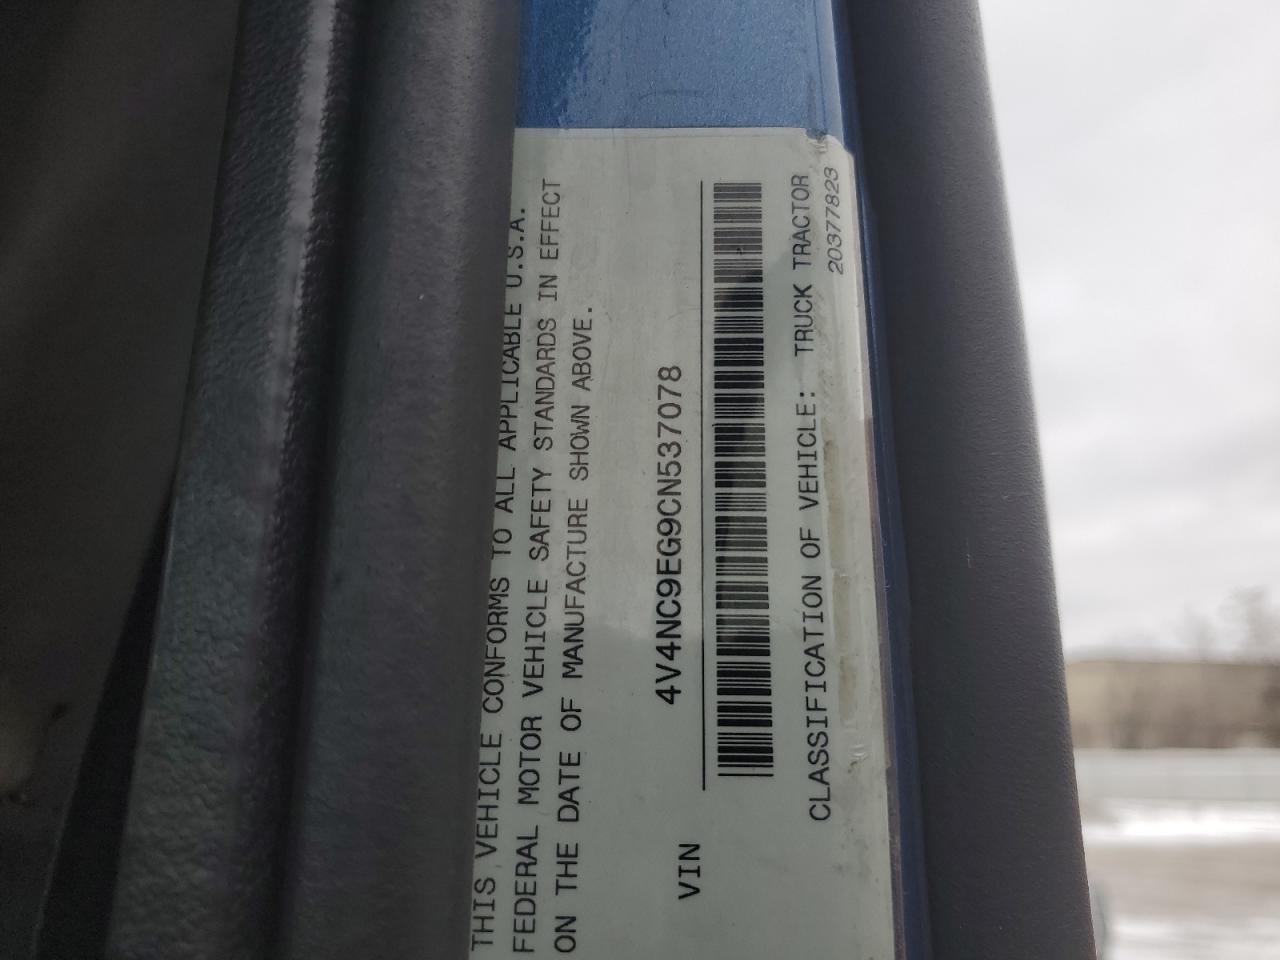 THIS VEHICLE CONFORMS TO ALL APPLICABLE U.S.A.
FEDERAL MOTOR VEHICLE SAFETY STANDARDS IN EFFECT
ON THE DATE OF MANUFACTURE SHOWN ABOVE.
VIN 4V4NC9EG9CN537078
CLASSIFICATION OF VEHICLE: TRUCK TRACTOR
20377823